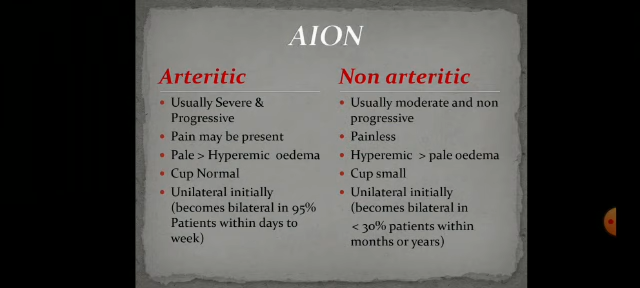 AION
Arteritic
Usually Severe &
Progressive
Pain may be present
Pale > Hyperemic oedema
Cup Normal
Unilateral initially
(becomes bilateral in 95%
Patients within days to
week)
Non arteritic
Usually moderate and non
progressive
Painless
Hyperemic > pale oedema
Cup small
Unilateral initially
(becomes bilateral in
< 30% patients within
months or years)